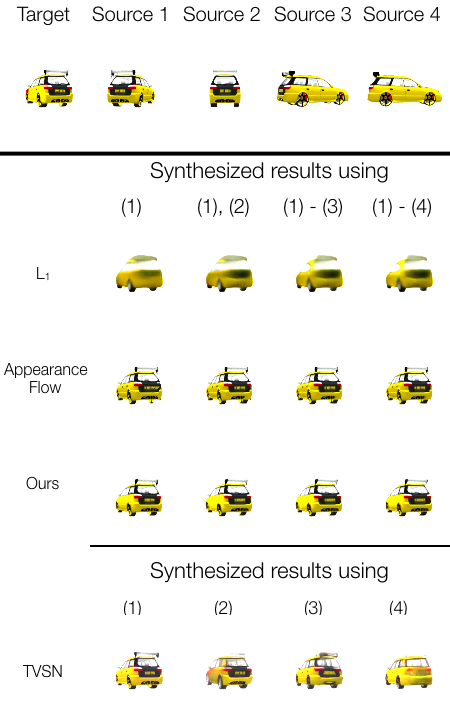 Target Source 1 Source 2 Source 3 Source 4
Synthesized results using
(1) (1), (2) (1) - (3) (1) - (4)
L₁
Appearance
Flow
Ours
Synthesized results using
(1) (2) (3) (4)
TVSN